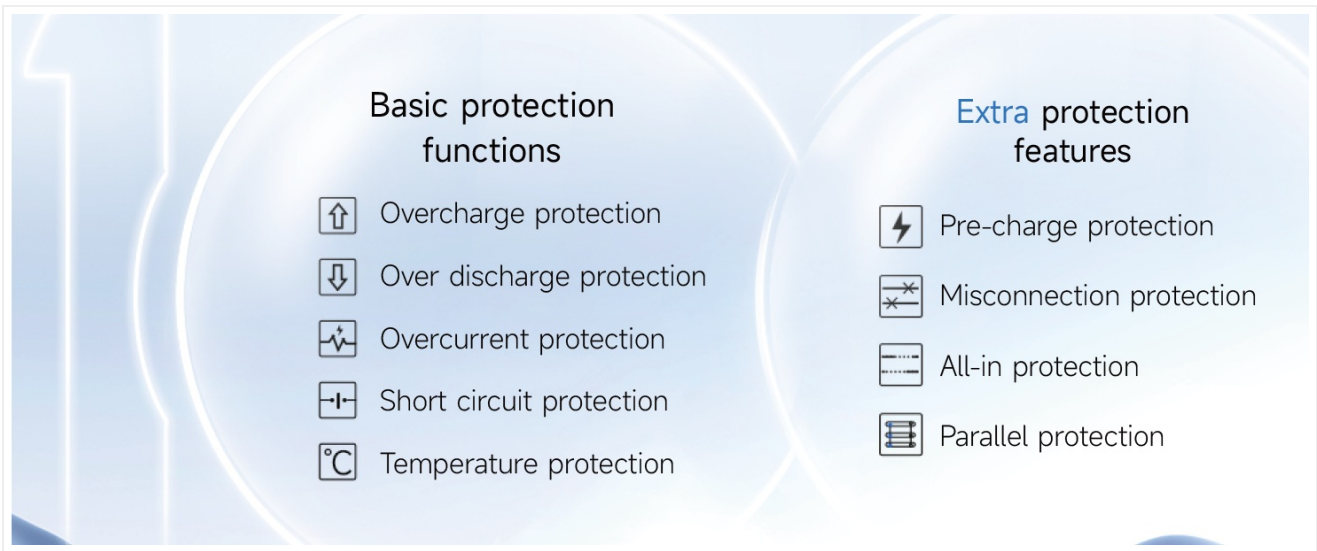 Basic protection
functions
Overcharge protection
Over discharge protection
Overcurrent protection
Short circuit protection
°C Temperature protection
Extra protection
features
Pre-charge protection
Misconnection protection
All-in protection
Parallel protection